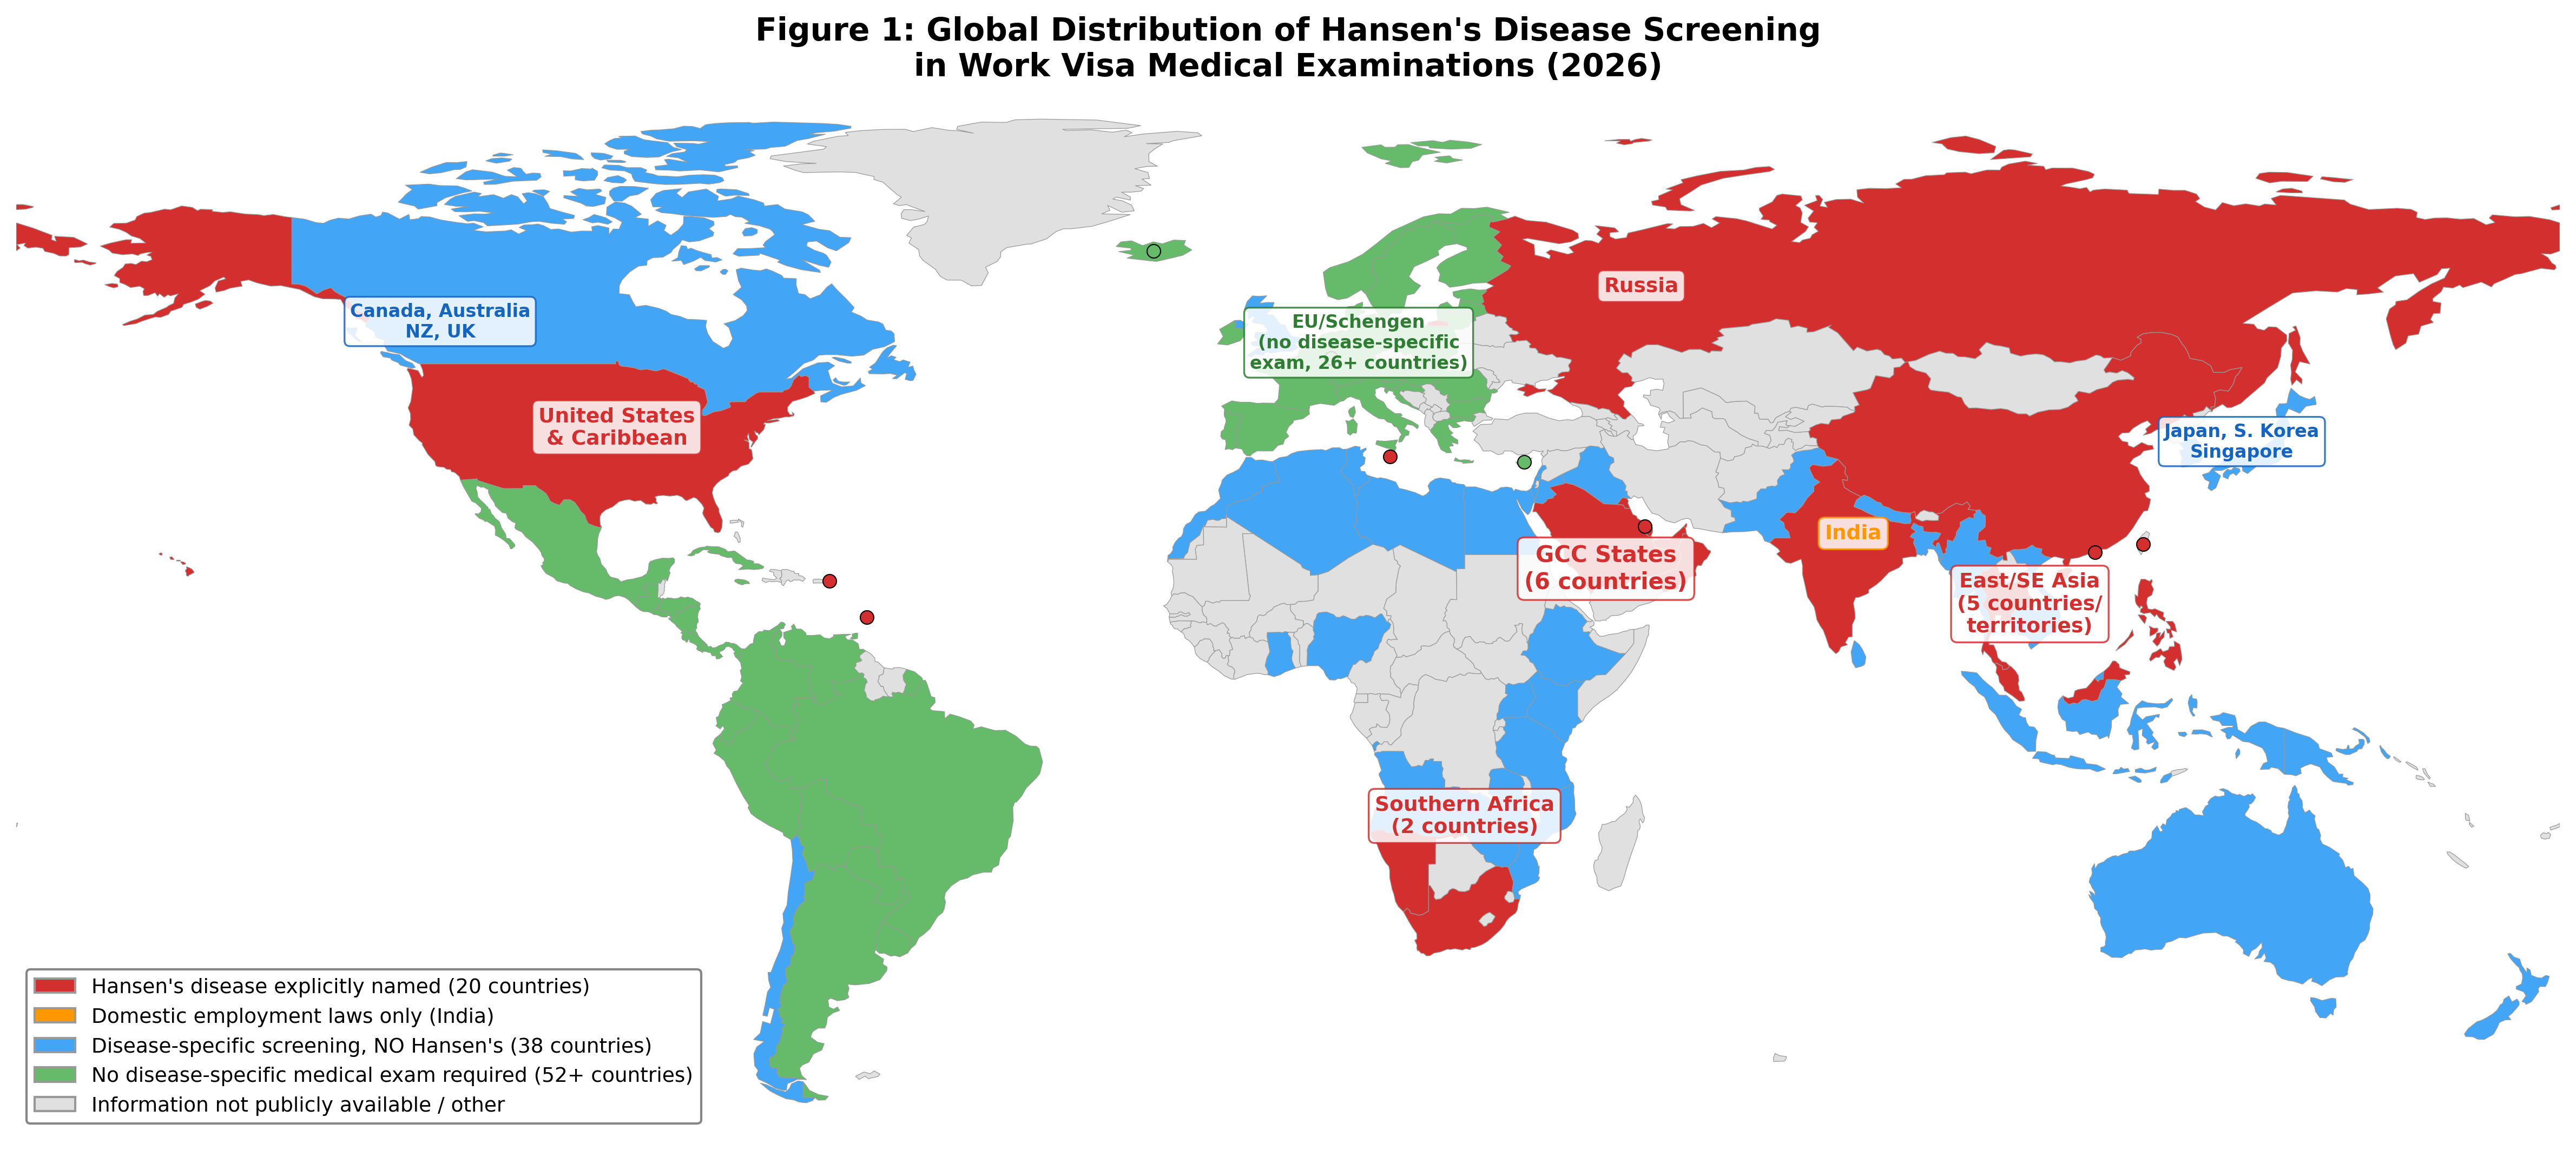 Figure 1: Global Distribution of Hansen's Disease Screening
in Work Visa Medical Examinations (2026)
Russia
Canada, Australia
NZ, UK
EU/Schengen
(no disease-specific
exam, 26+ countries)
United States
& Caribbean
Japan, S. Korea
Singapore
India
GCC States
(6 countries)
East/SE Asia
(5 countries/
territories)
Southern Africa
(2 countries)
Hansen's disease explicitly named (20 countries)
Domestic employment laws only (India)
Disease-specific screening, NO Hansen's (38 countries)
No disease-specific medical exam required (52+ countries)
Information not publicly available / other